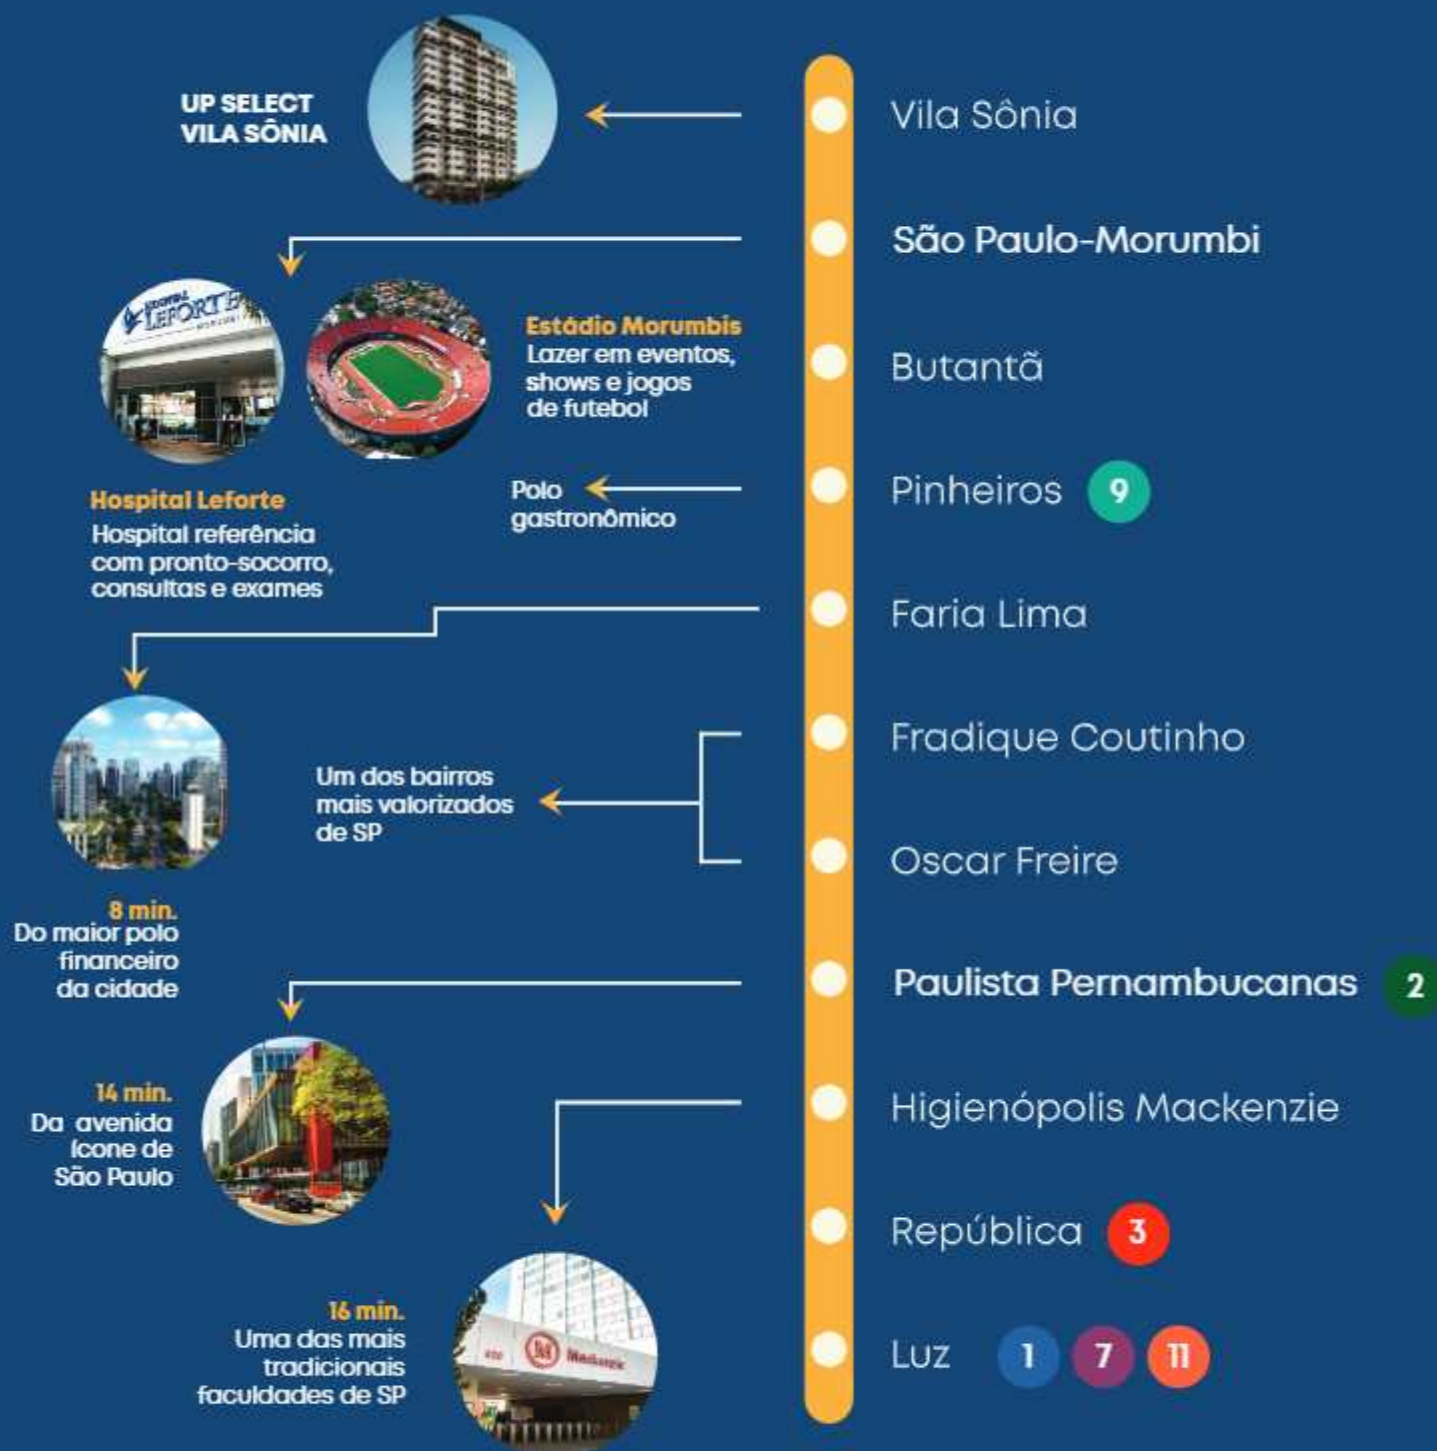 UP SELECT
VILA SÔNIA
Vila Sônia
São Paulo-Morumbi
HOSPITAL
LEFORTE
MORUMBI
Estádio Morumbis
Lazer em eventos,
shows e jogos
de futebol
Hospital Leforte
Hospital referência
com pronto-socorro,
consultas e exames
Butantã
Pinheiros 9
Polo
gastronômico
Faria Lima
8 min.
Do maior polo
financeiro
da cidade
Fradique Coutinho
Oscar Freire
Um dos bairros
mais valorizados
de SP
Paulista Pernambucanas 2
14 min.
Da avenida
ícone de
São Paulo
Higienópolis Mackenzie
16 min.
Uma das mais
tradicionais
faculdades de SP
M Mackenzie
República 3
Luz 1 7 11